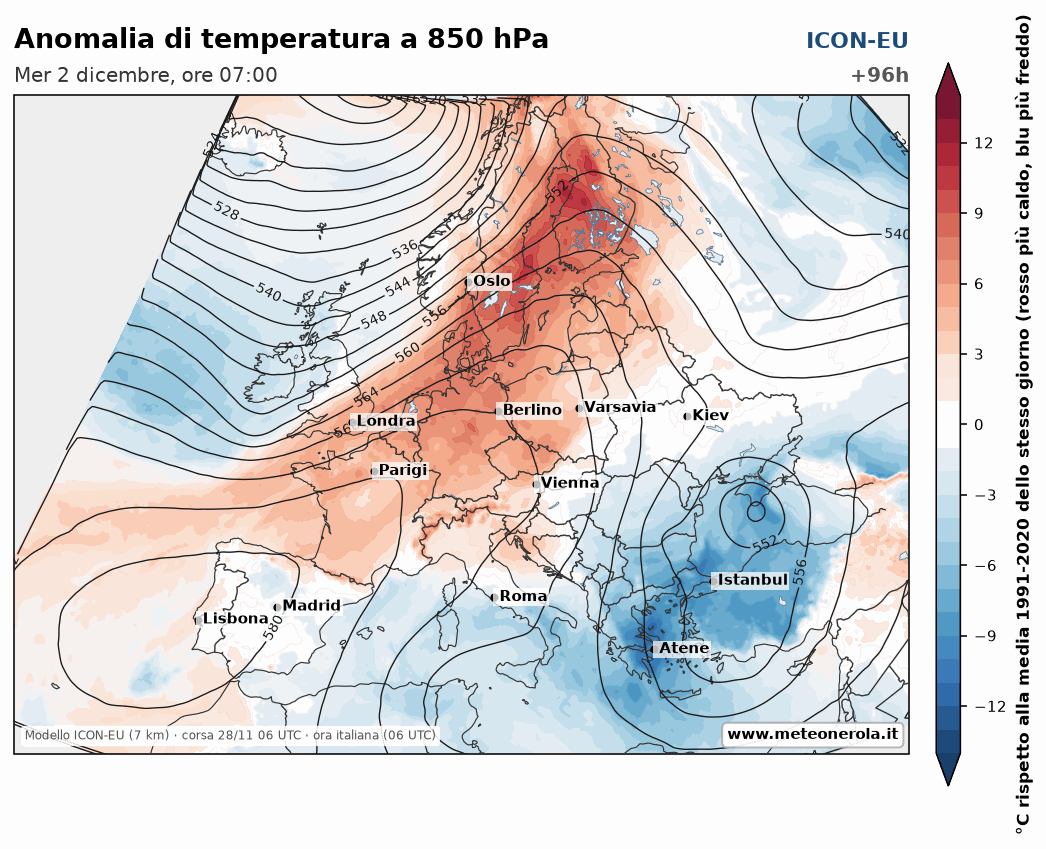 Anomalia di temperatura a 850 hPa
ICON-EU
Mer 2 dicembre, ore 07:00
+96h
524
528
532
552
532
536
540
540
544
548
556
560
564
552
556
580
Oslo
Londra
Berlino
Varsavia
Kiev
Parigi
Vienna
Istanbul
Roma
Madrid
Lisbona
Atene
Modello ICON-EU (7 km) · corsa 28/11 06 UTC · ora italiana (06 UTC)
www.meteonerola.it
12
9
6
3
0
−3
−6
−9
−12
°C rispetto alla media 1991-2020 dello stesso giorno (rosso più caldo, blu più freddo)